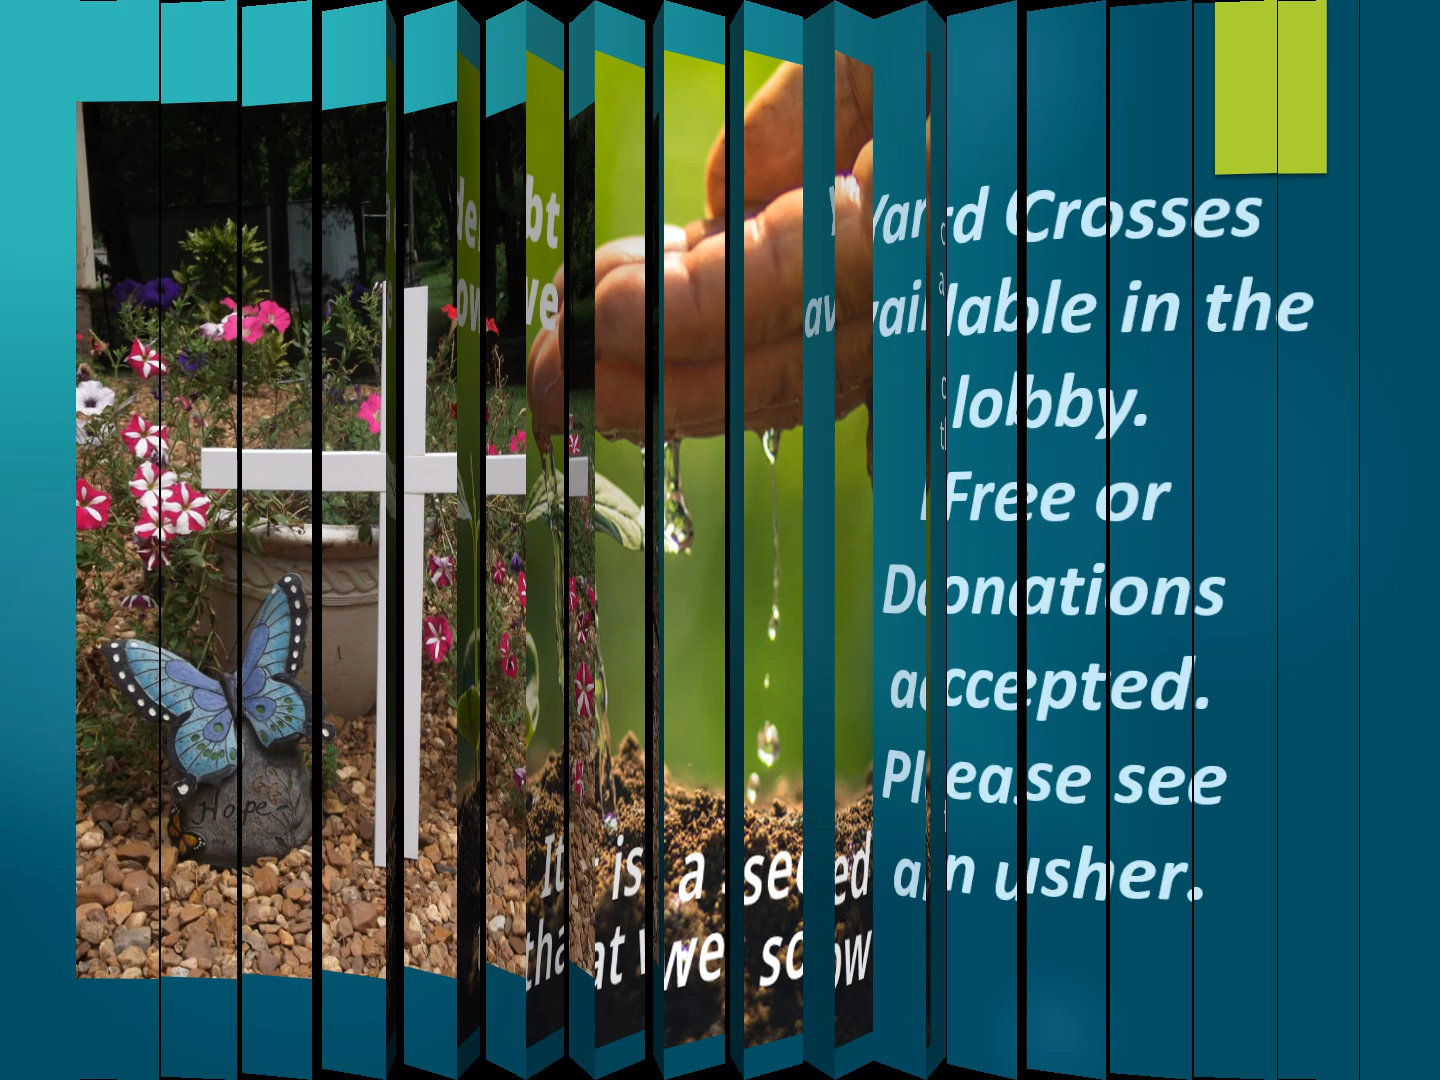 Yard Crosses
available in the
lobby.
Free or
Donations
accepted.
Please see
an usher.
Hope
It is a seed
that we sow